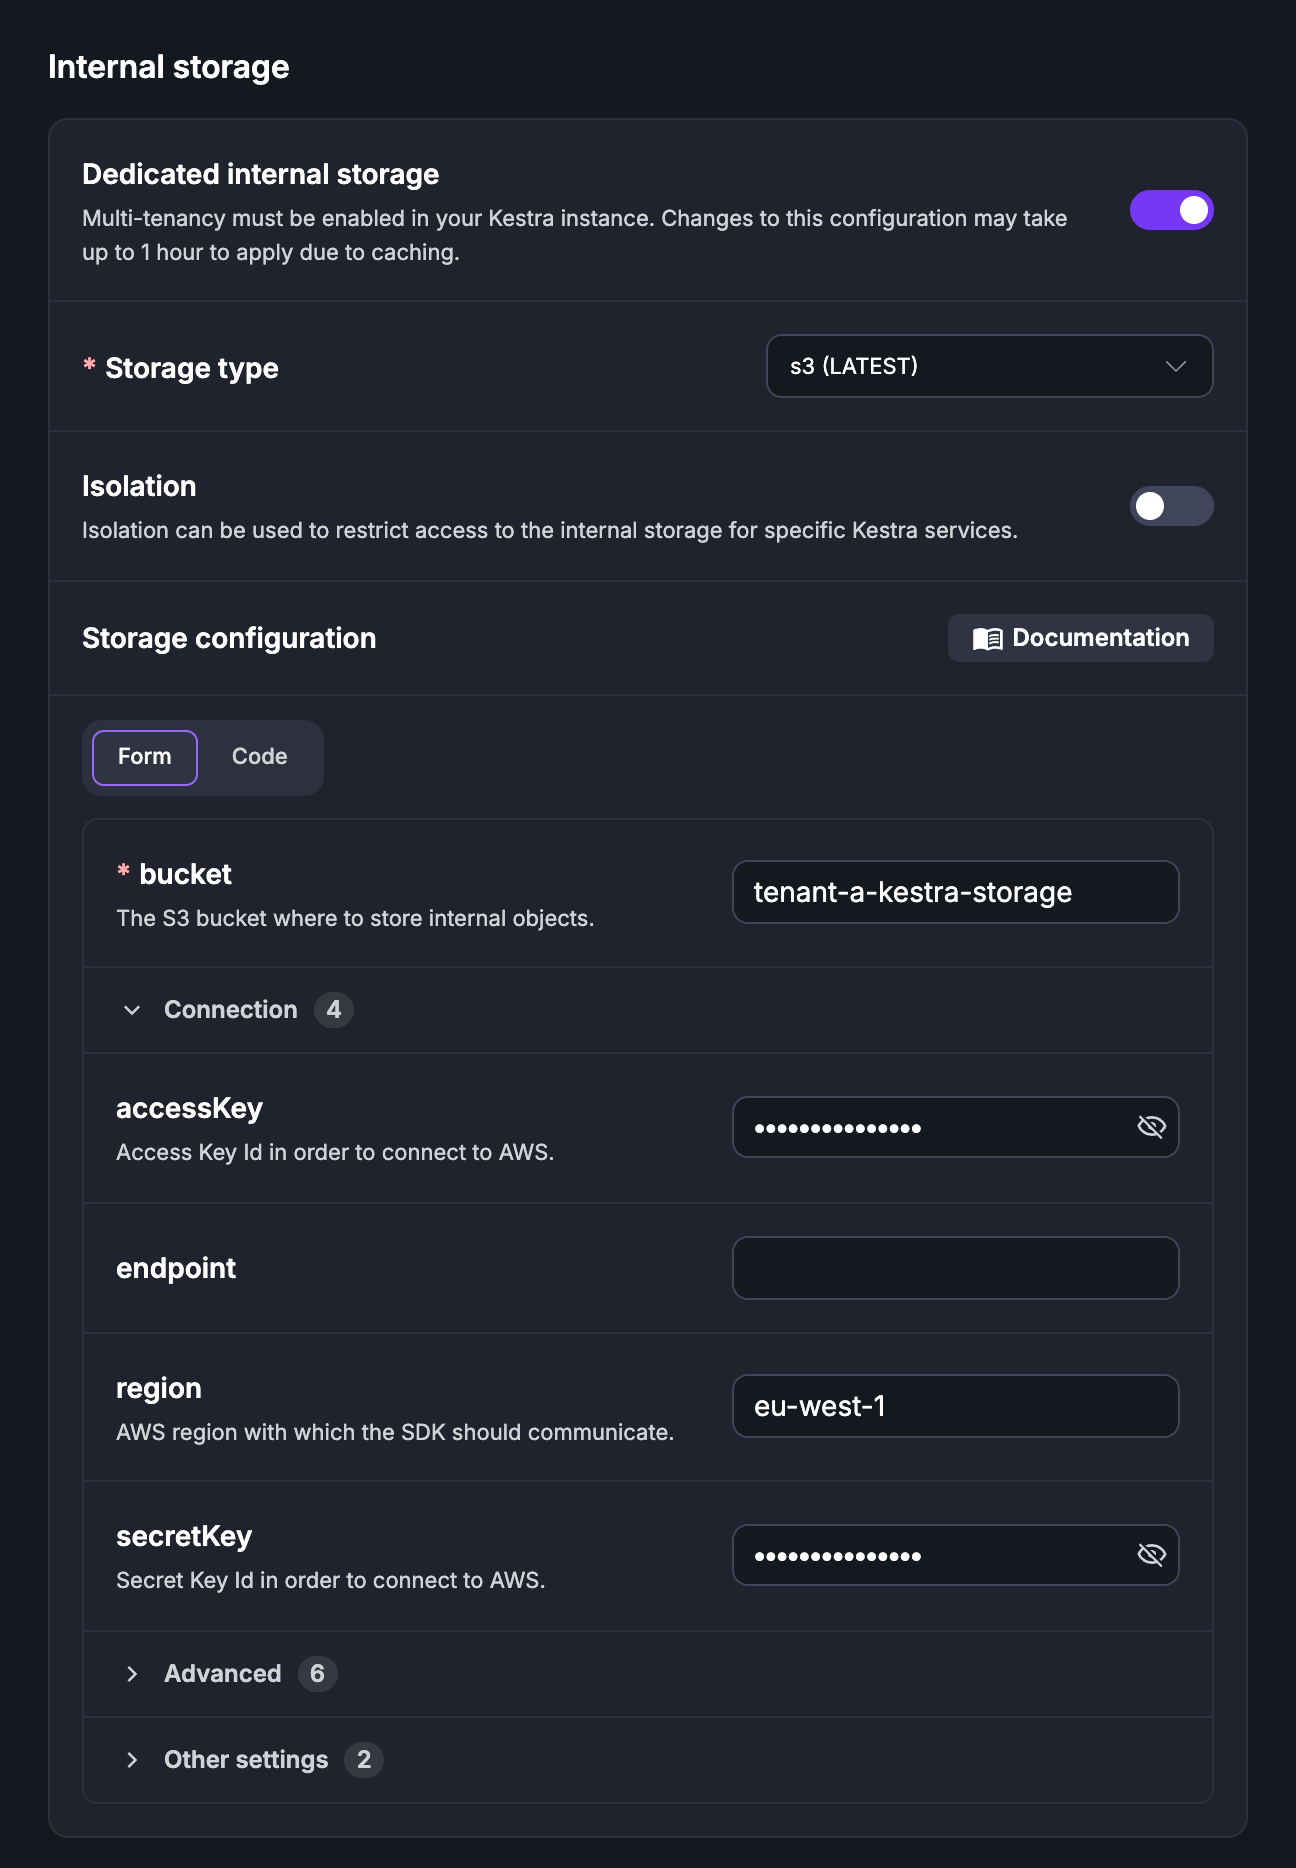 Internal storage
Dedicated internal storage
Multi-tenancy must be enabled in your Kestra instance. Changes to this configuration may take
up to 1 hour to apply due to caching.
* Storage type
s3 (LATEST)
Isolation
Isolation can be used to restrict access to the internal storage for specific Kestra services.
Storage configuration
Documentation
Form
Code
* bucket
The S3 bucket where to store internal objects.
tenant-a-kestra-storage
Connection 4
accessKey
Access Key Id in order to connect to AWS.
•••••••••••••••
endpoint
region
AWS region with which the SDK should communicate.
eu-west-1
secretKey
Secret Key Id in order to connect to AWS.
•••••••••••••••
Advanced 6
Other settings 2